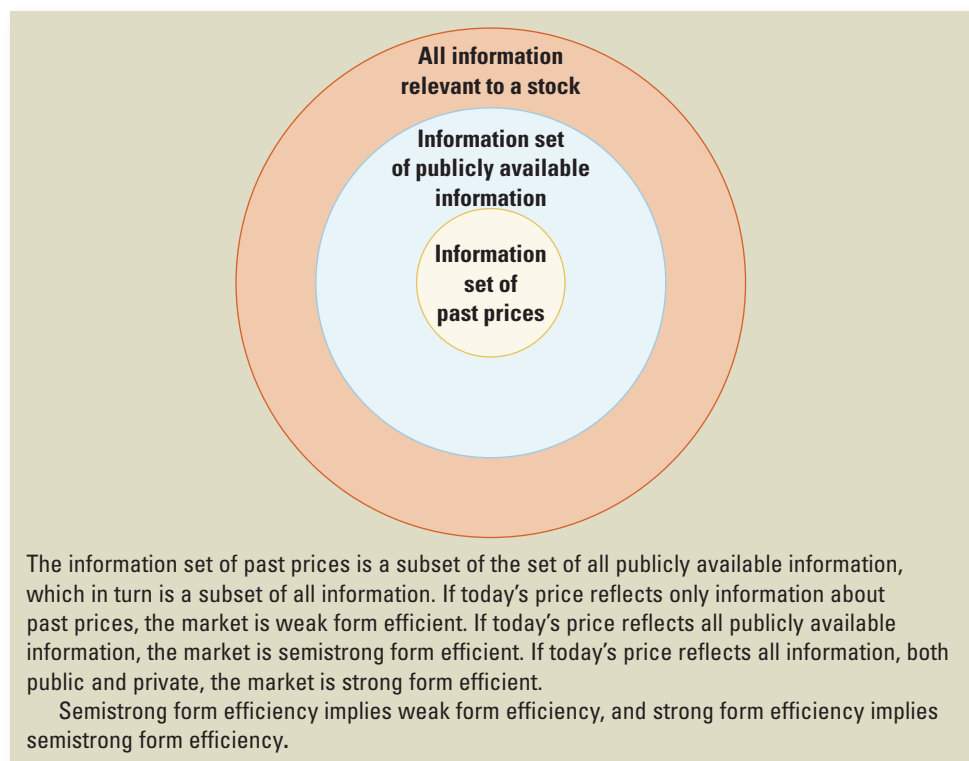 All information
relevant to a stock
Information set
of publicly available
information
Information
set of
past prices
The information set of past prices is a subset of the set of all publicly available information,
which in turn is a subset of all information. If today's price reflects only information about
past prices, the market is weak form efficient. If today's price reflects all publicly available
information, the market is semistrong form efficient. If today's price reflects all information, both
public and private, the market is strong form efficient.
Semistrong form efficiency implies weak form efficiency, and strong form efficiency implies
semistrong form efficiency.